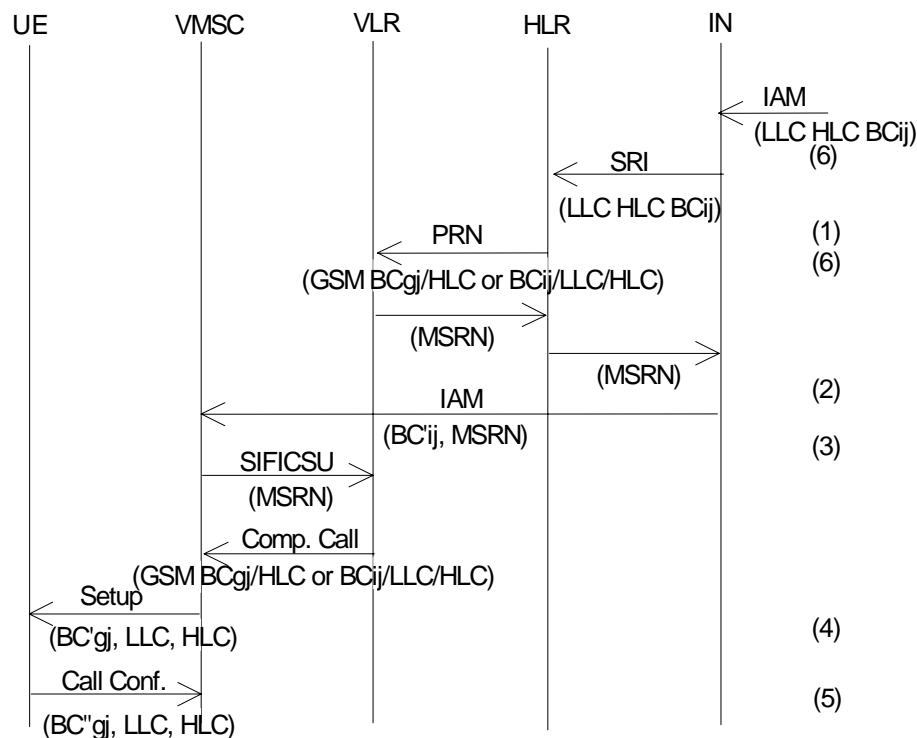 UE VMSC VLR HLR IN
IAM
(LLC HLC BCij)
(6)
SRI
(LLC HLC BCij)
(1)
PRN
(6)
(GSM BCgj/HLC or BCij/LLC/HLC)
(MSRN)
(MSRN)
(2)
IAM
(BC'ij, MSRN)
(3)
SIFICSU
(MSRN)
Comp. Call
(GSM BCgj/HLC or BCij/LLC/HLC)
Setup
(BC'gj, LLC, HLC)
(4)
Call Conf.
(5)
(BC"gj, LLC, HLC)